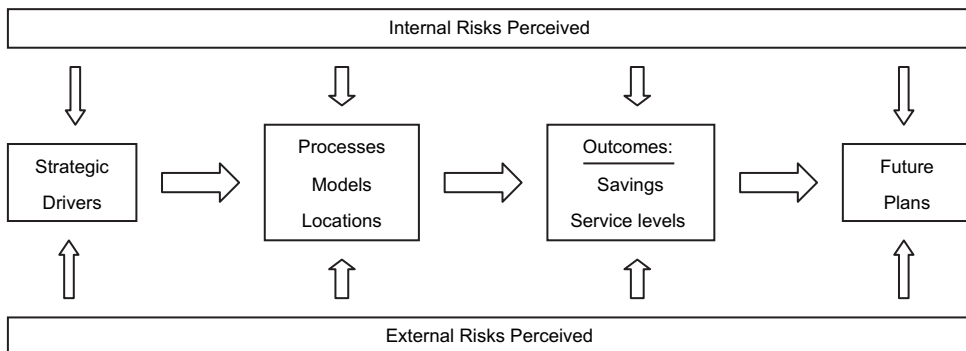 Internal Risks Perceived
Strategic
Drivers
Processes
Models
Locations
Outcomes:
Savings
Service levels
Future
Plans
External Risks Perceived